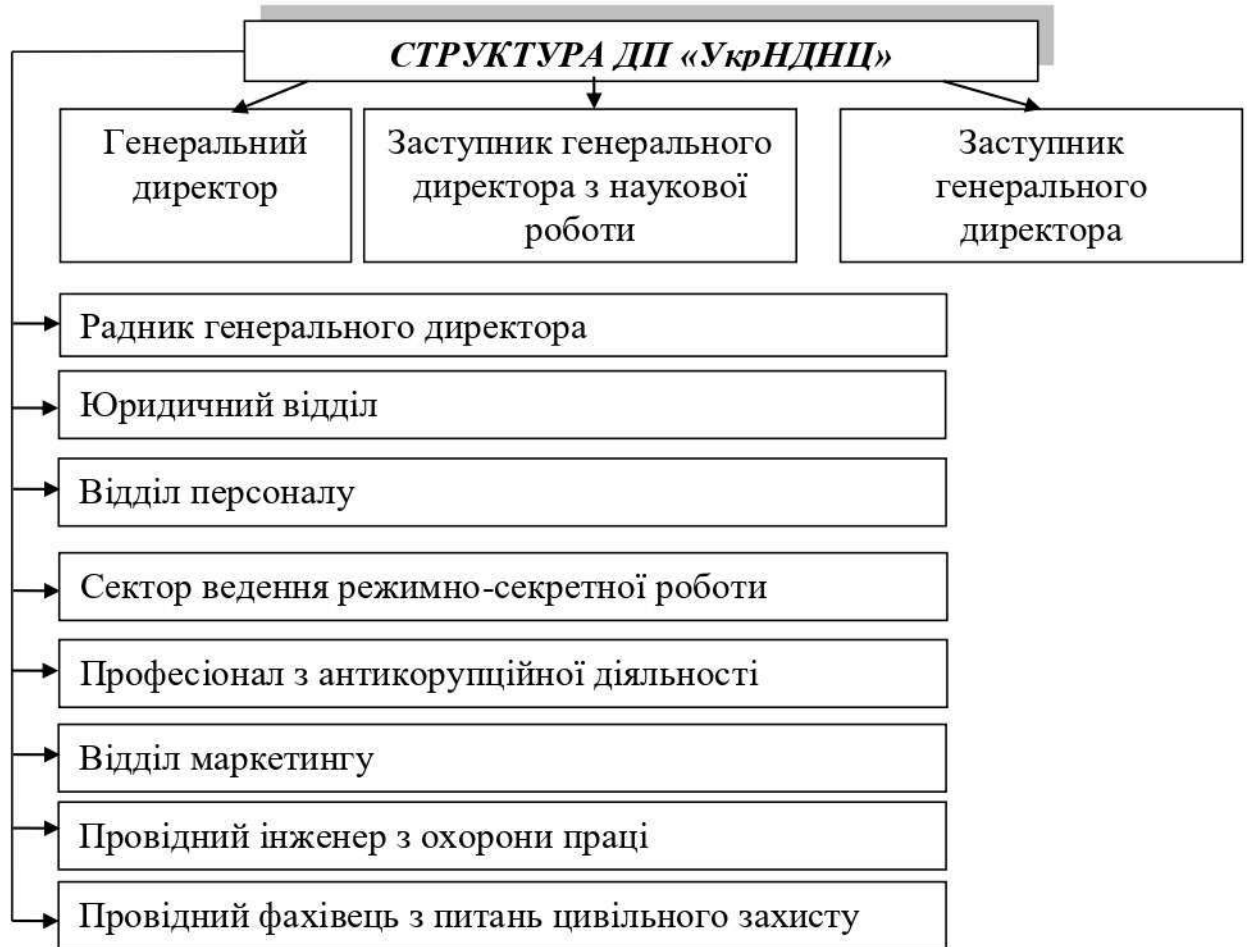 СТРУКТУРА ДП «УкрНДНЦ»
Генеральний
директор
Заступник генерального
директора з наукової
роботи
Заступник
генерального
директора
Радник генерального директора
Юридичний відділ
Відділ персоналу
Сектор ведення режимно-секретної роботи
Професіонал з антикорупційної діяльності
Відділ маркетингу
Провідний інженер з охорони праці
Провідний фахівець з питань цивільного захисту